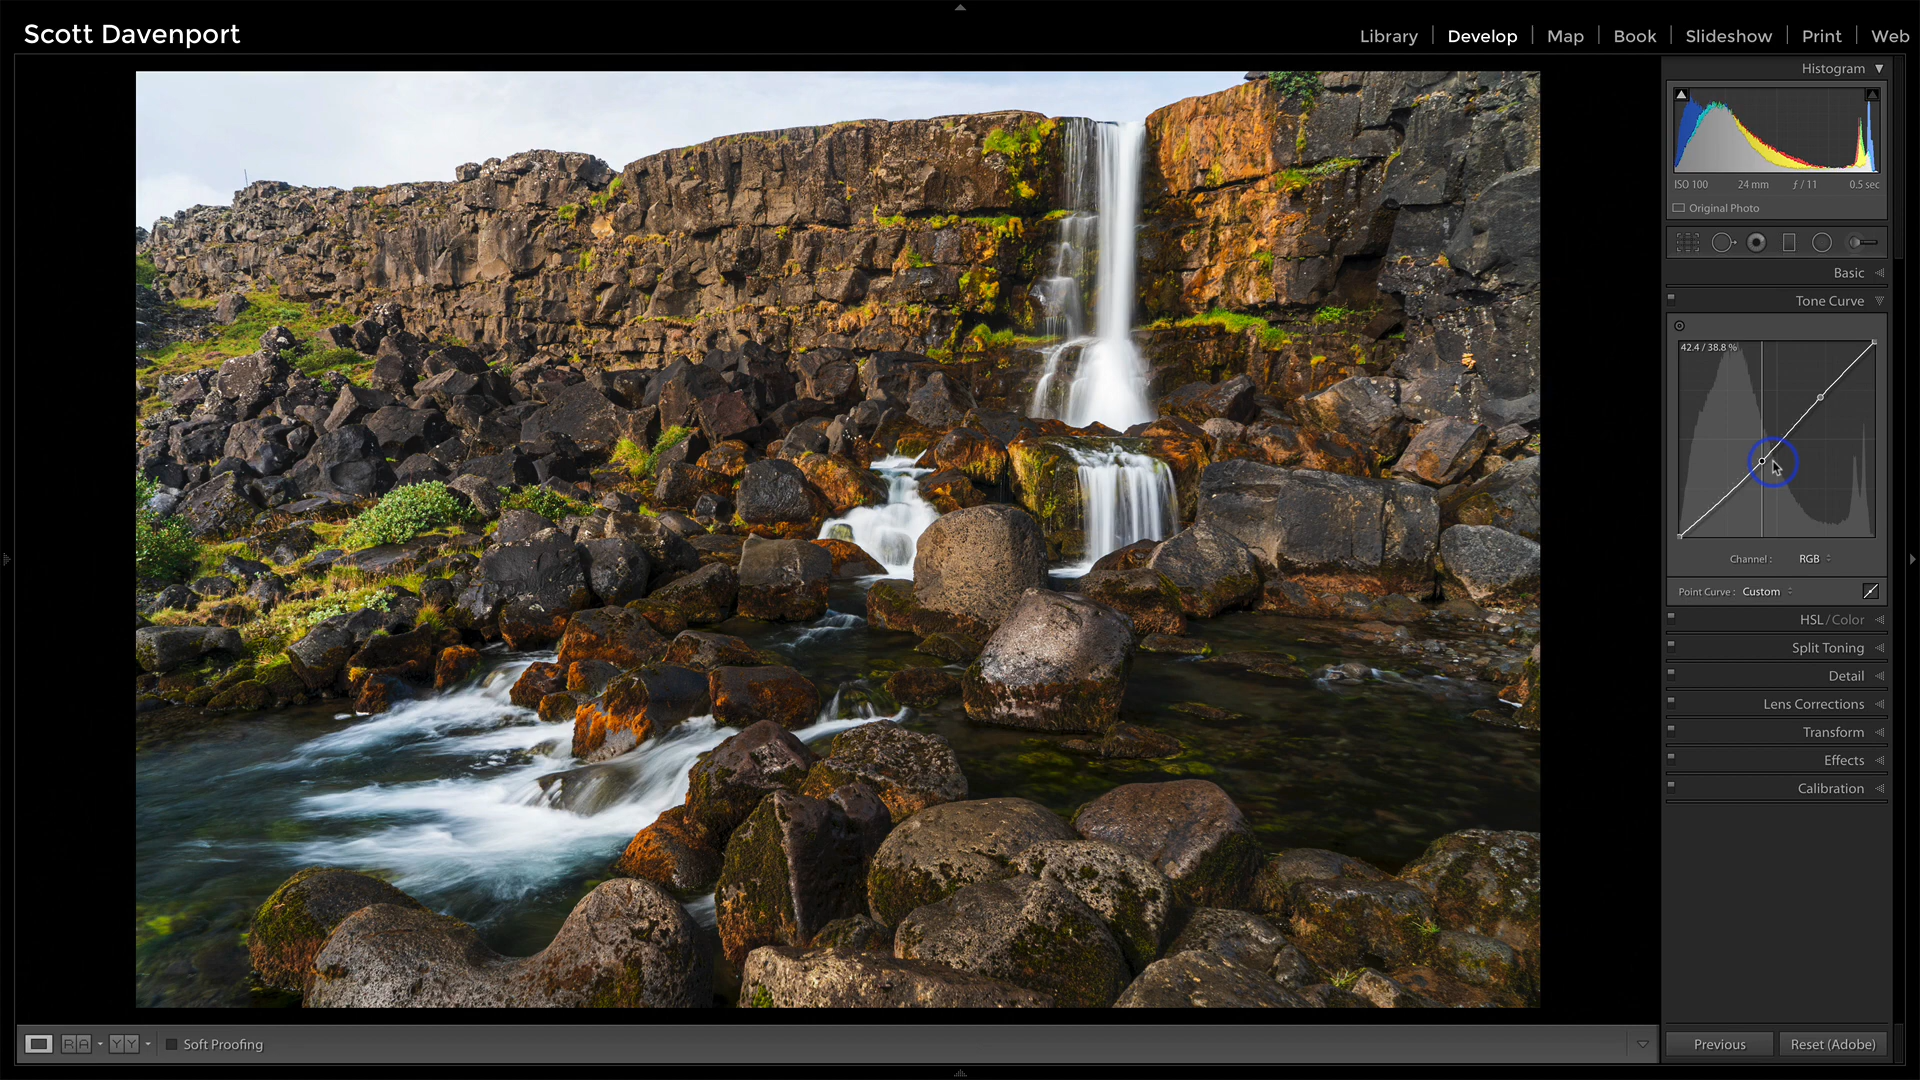 Scott Davenport
Library | Develop | Map | Book | Slideshow | Print | Web
Histogram
ISO 100 24 mm ƒ / 11 0.5 sec
Original Photo
Basic
Tone Curve
42.4 / 38.8 %
Channel : RGB
Point Curve : Custom
HSL / Color
Split Toning
Detail
Lens Corrections
Transform
Effects
Calibration
R A Y Y Soft Proofing
Previous Reset (Adobe)